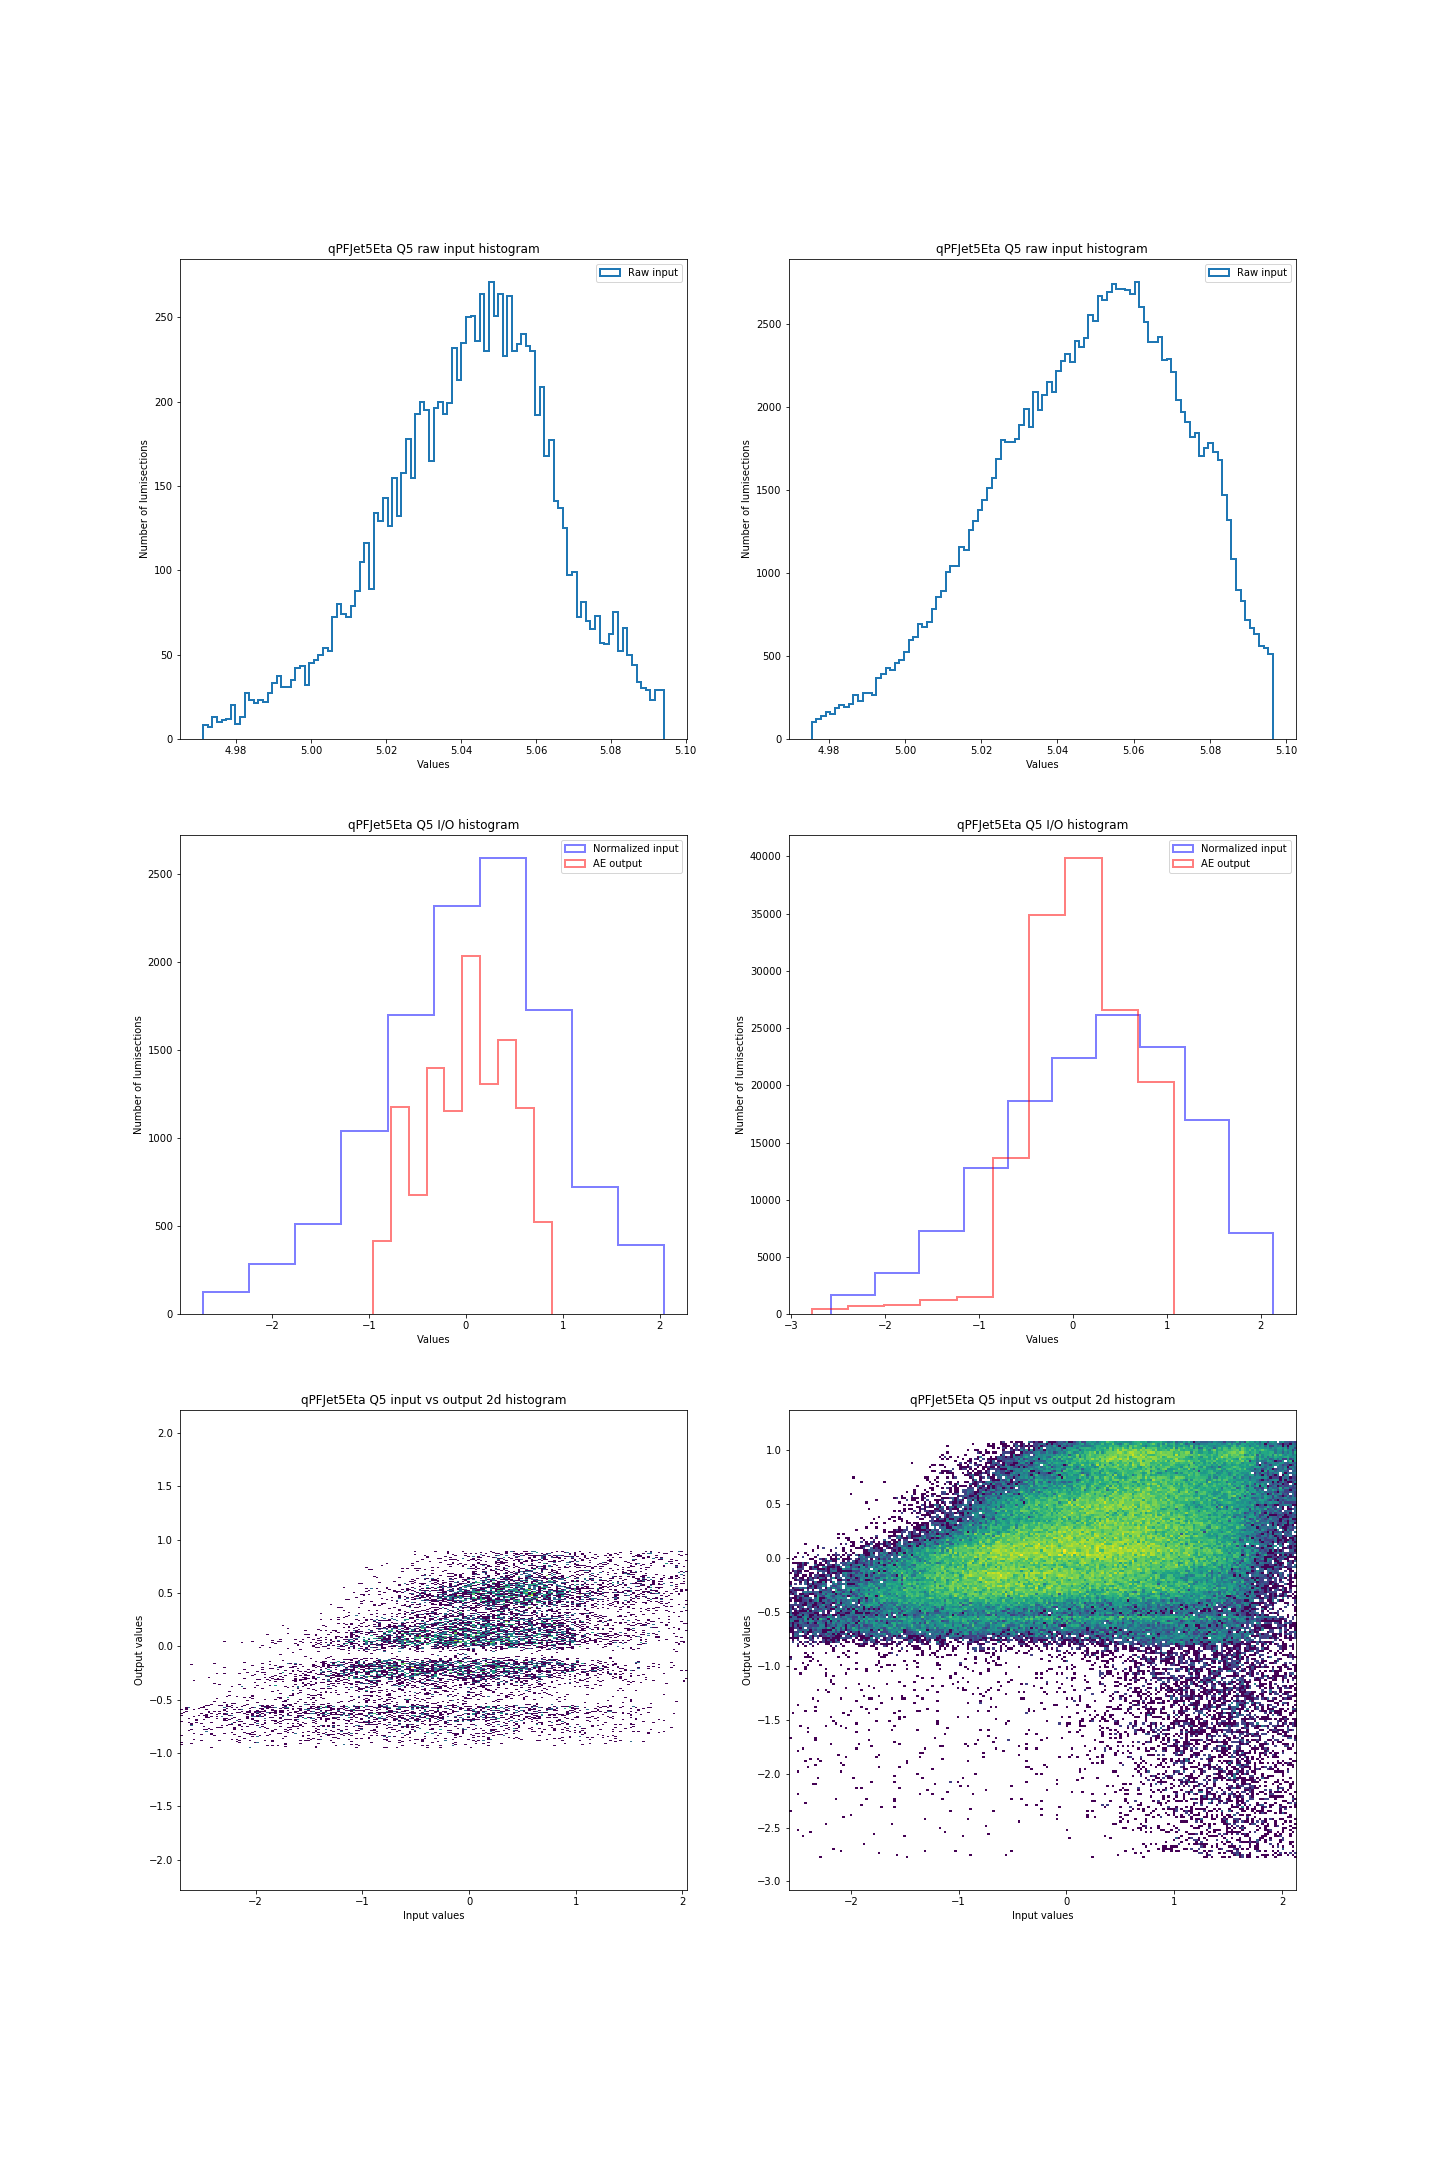 qPFJet5Eta Q5 raw input histogram
Raw input
Number of lumisections
250
200
150
100
50
0
4.98 5.00 5.02 5.04 5.06 5.08 5.10
Values
qPFJet5Eta Q5 raw input histogram
Raw input
Number of lumisections
2500
2000
1500
1000
500
0
4.98 5.00 5.02 5.04 5.06 5.08 5.10
Values
qPFJet5Eta Q5 I/O histogram
Normalized input
AE output
Number of lumisections
2500
2000
1500
1000
500
0
−2 −1 0 1 2
Values
qPFJet5Eta Q5 I/O histogram
Normalized input
AE output
Number of lumisections
40000
35000
30000
25000
20000
15000
10000
5000
0
−3 −2 −1 0 1 2
Values
qPFJet5Eta Q5 input vs output 2d histogram
Output values
2.0
1.5
1.0
0.5
0.0
−0.5
−1.0
−1.5
−2.0
−2 −1 0 1 2
Input values
qPFJet5Eta Q5 input vs output 2d histogram
Output values
1.0
0.5
0.0
−0.5
−1.0
−1.5
−2.0
−2.5
−3.0
−2 −1 0 1 2
Input values